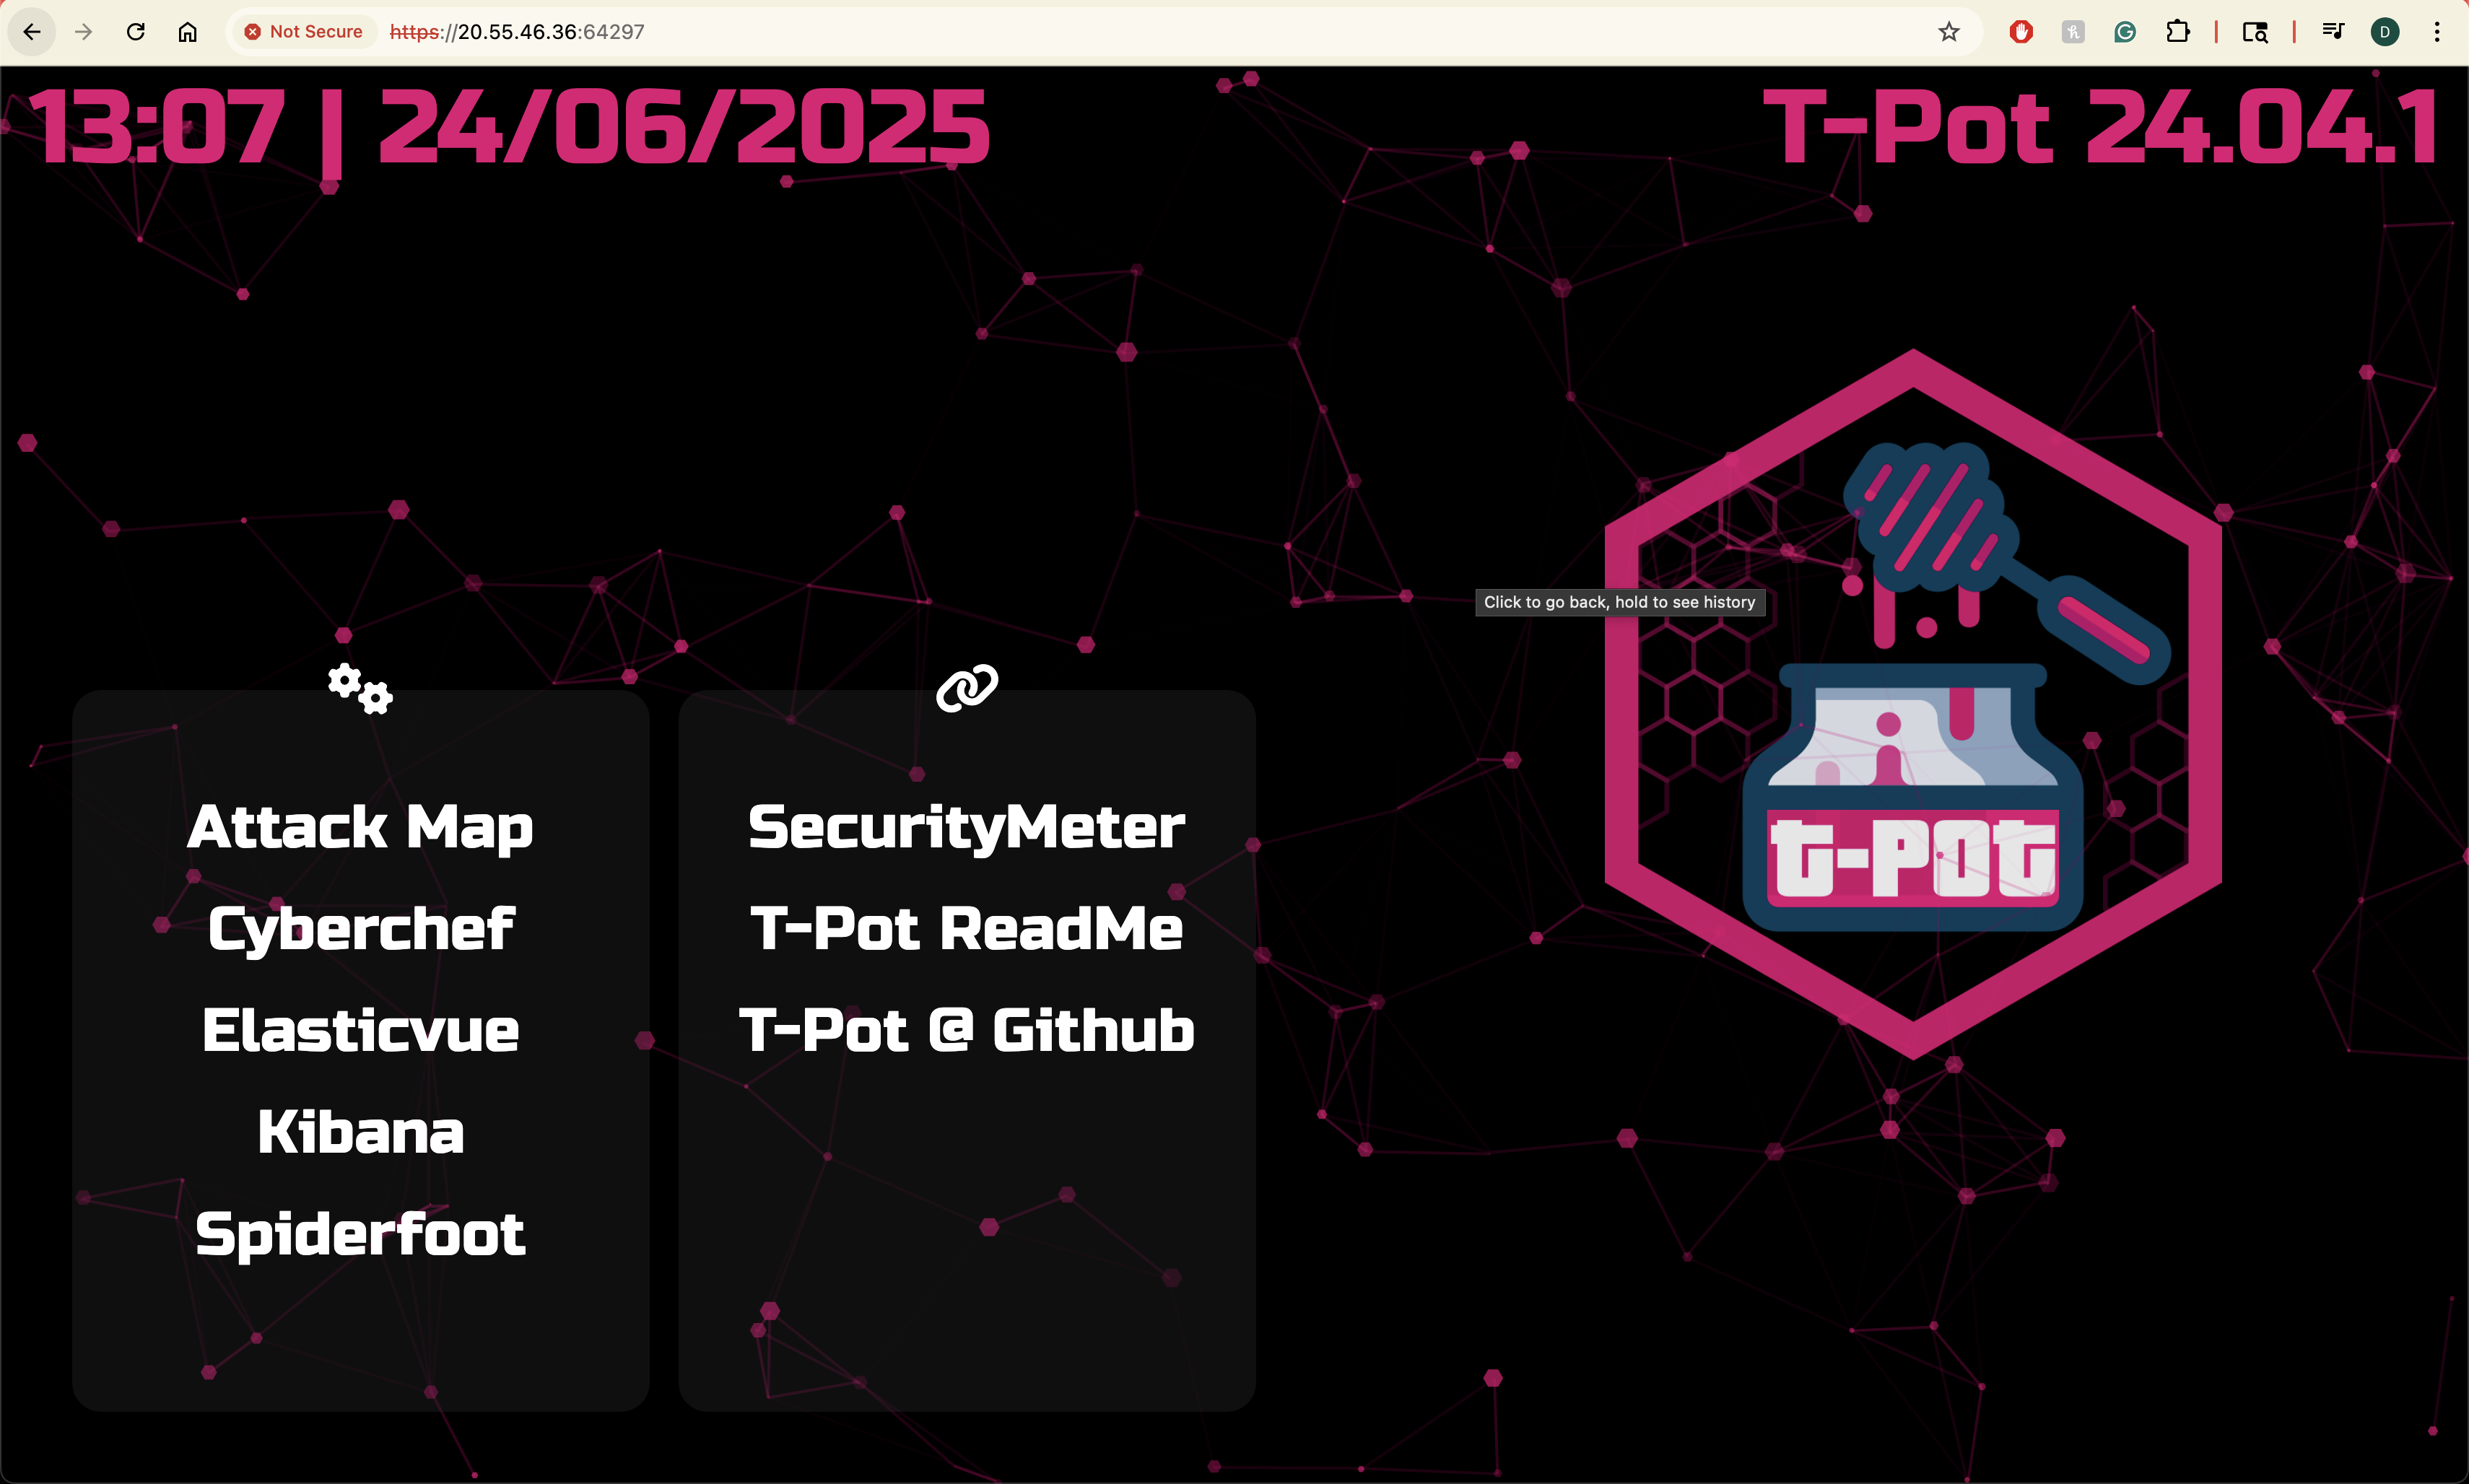 Not Secure https://20.55.46.36:64297
D
13:07 | 24/06/2025
T-Pot 24.04.1
Click to go back, hold to see history
Attack Map
Cyberchef
Elasticvue
Kibana
Spiderfoot
SecurityMeter
T-Pot ReadMe
T-Pot @ Github
t-pot